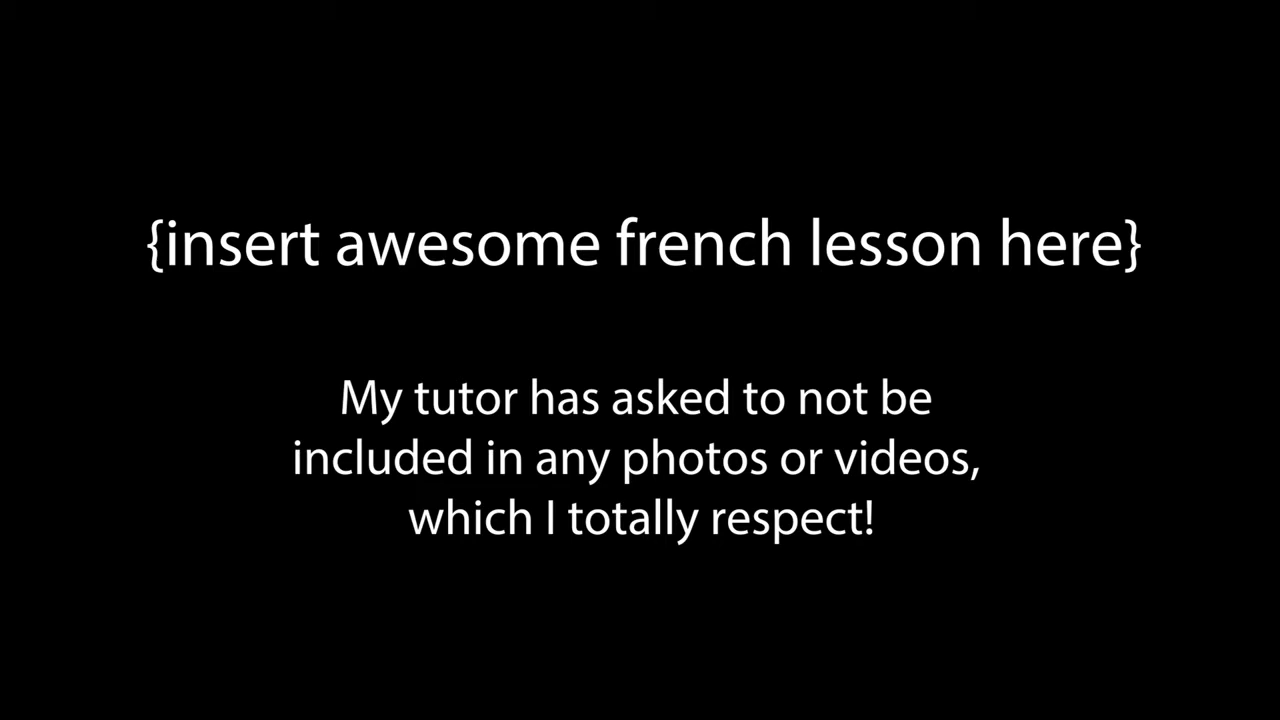 {insert awesome french lesson here}
My tutor has asked to not be
included in any photos or videos,
which I totally respect!